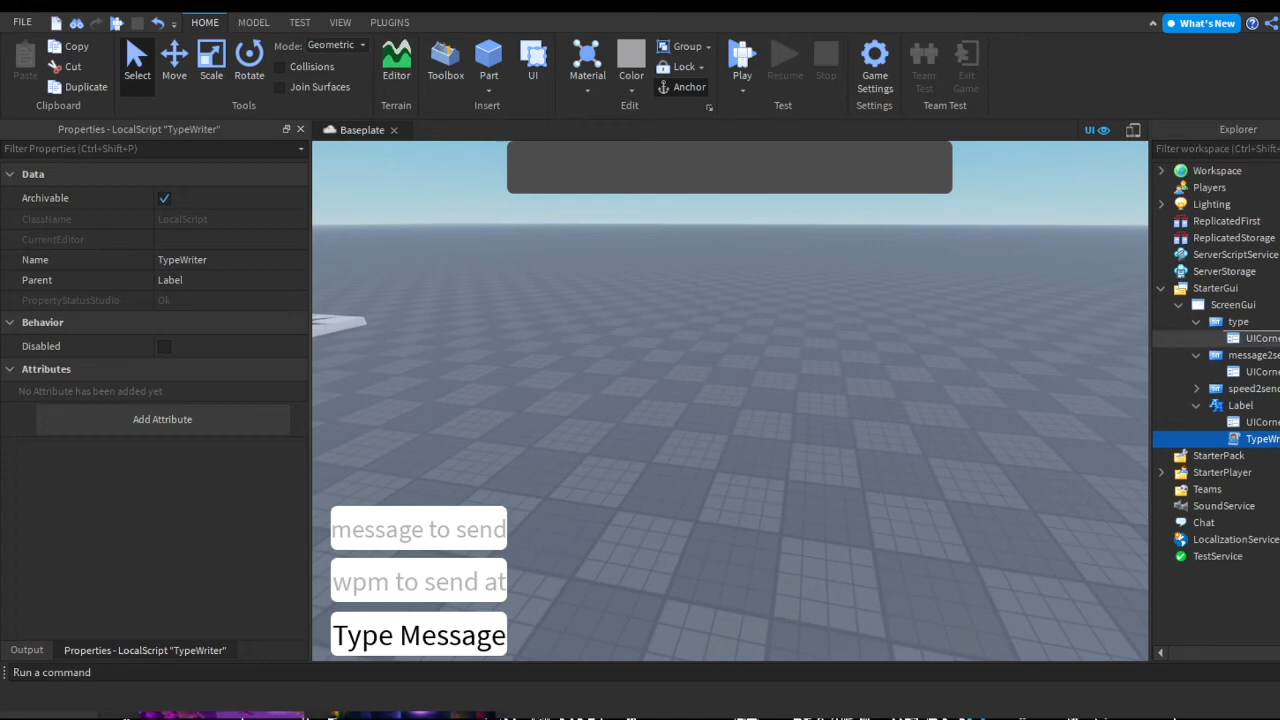 FILE HOME MODEL TEST VIEW PLUGINS What's New
Copy Cut Duplicate Paste Clipboard
Select Move Scale Rotate Mode: Geometric Collisions Join Surfaces Tools
Editor Terrain
Toolbox Part UI Insert
Material Color Group Lock Anchor Edit
Play Resume Stop Test
Game Settings Settings
Team Test Exit Game Team Test
Properties - LocalScript "TypeWriter"
Filter Properties (Ctrl+Shift+P)
Data
Archivable
ClassName LocalScript
CurrentEditor
Name TypeWriter
Parent Label
PropertyStatusStudio Ok
Behavior
Disabled
Attributes
No Attribute has been added yet
Add Attribute
Output Properties - LocalScript "TypeWriter"
Run a command
Baseplate UI
message to send
wpm to send at
Type Message
Explorer
Filter workspace (Ctrl+Shift
Workspace
Players
Lighting
ReplicatedFirst
ReplicatedStorage
ServerScriptService
ServerStorage
StarterGui
ScreenGui
type
UICorne
message2se
UICorne
speed2send
Label
UICorne
TypeWr
StarterPack
StarterPlayer
Teams
SoundService
Chat
LocalizationService
TestService